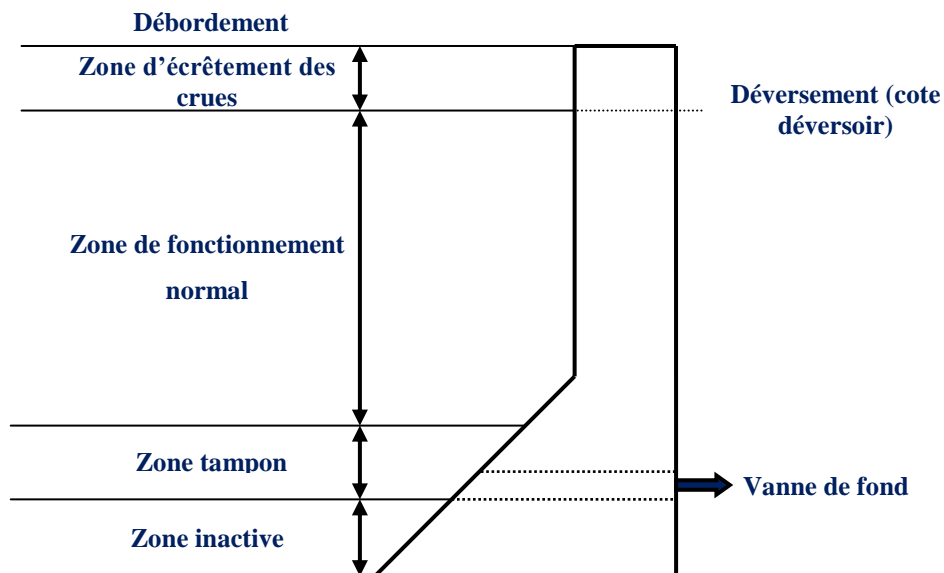 Débordement
Zone d’écrêtement des
crues
Déversement (cote
déversoir)
Zone de fonctionnement
normal
Zone tampon
Vanne de fond
Zone inactive